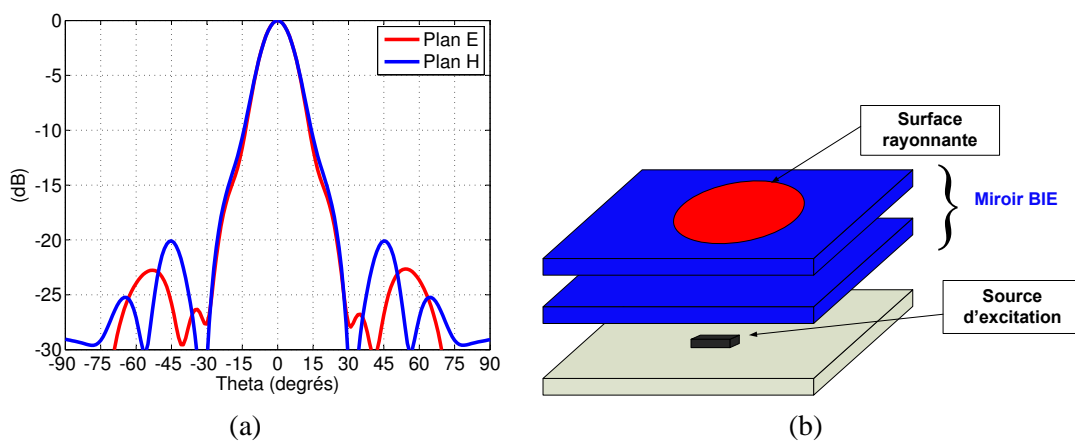 0
-5
-10
-15
-20
-25
-30
(dB)
-90 -75 -60 -45 -30 -15 0 15 30 45 60 75 90
Theta (degrés)
Plan E
Plan H
(a)
Surface
rayonnante
Miroir BIE
Source
d'excitation
(b)